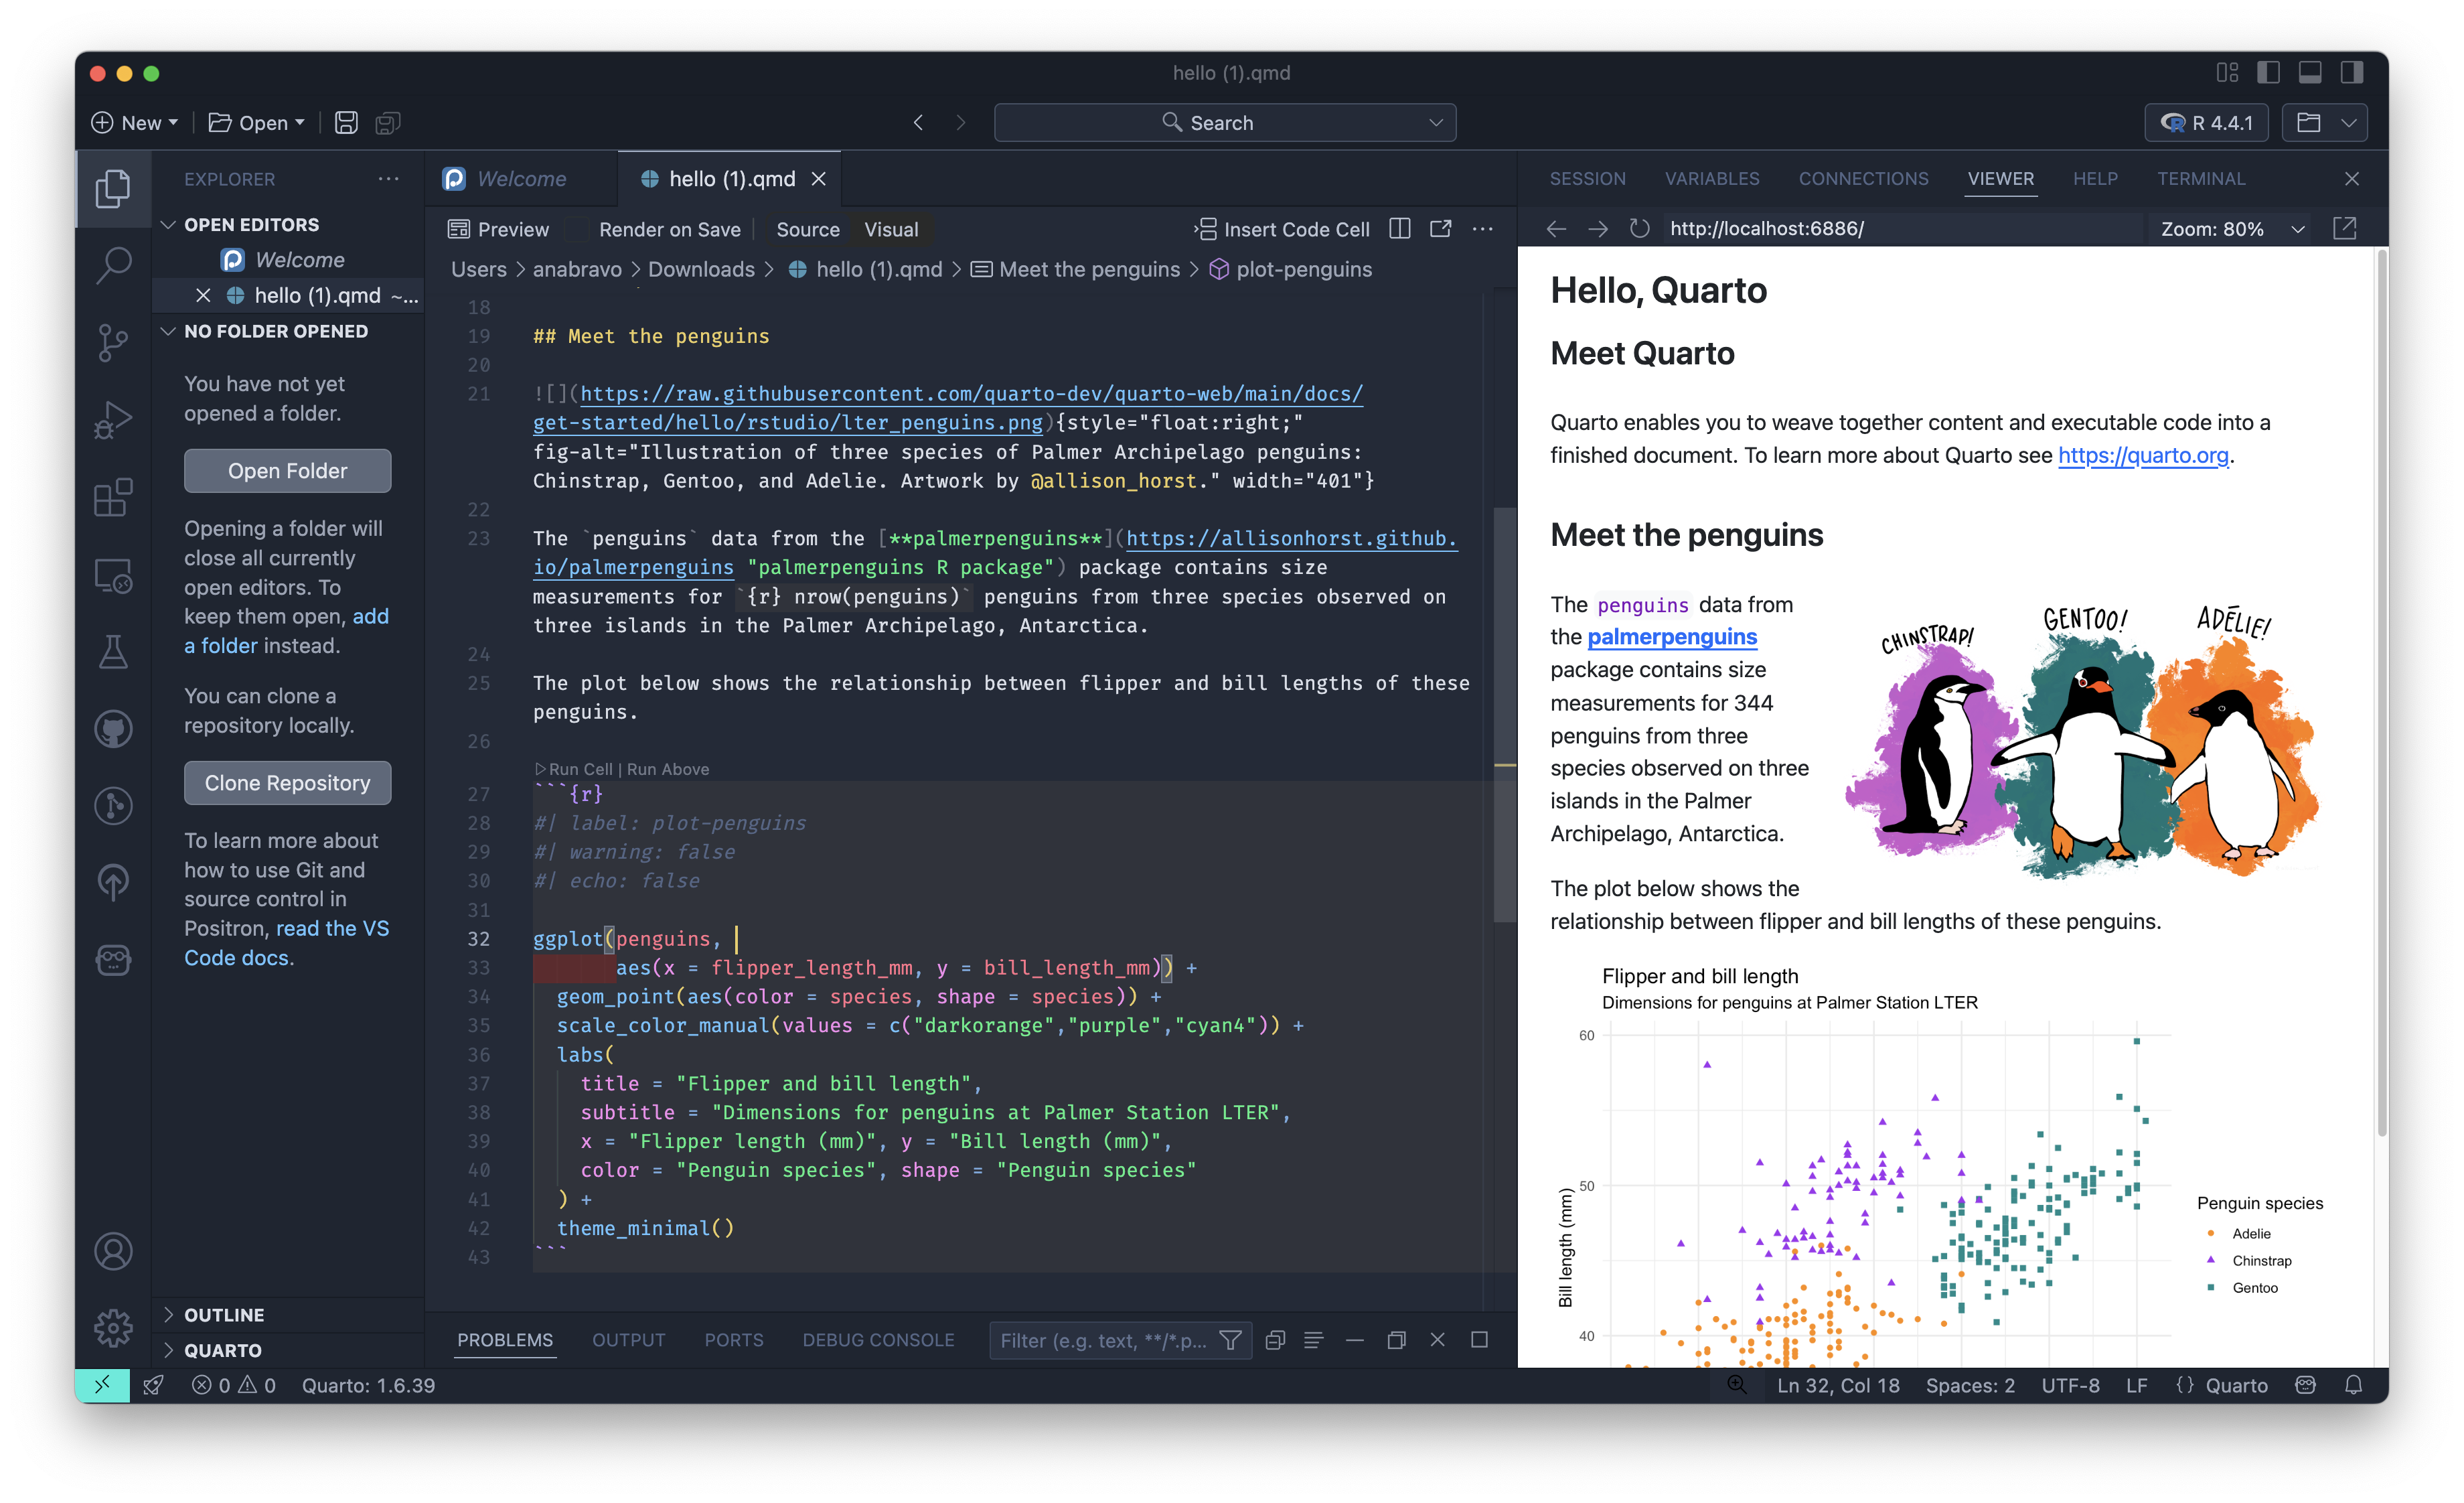 hello (1).qmd
New
Open
Search
R 4.4.1
EXPLORER
OPEN EDITORS
Welcome
hello (1).qmd ~...
NO FOLDER OPENED
You have not yet
opened a folder.
Open Folder
Opening a folder will
close all currently
open editors. To
keep them open, add
a folder instead.
You can clone a
repository locally.
Clone Repository
To learn more about
how to use Git and
source control in
Positron, read the VS
Code docs.
OUTLINE
QUARTO
Welcome
hello (1).qmd
Preview Render on Save Source Visual Insert Code Cell
Users > anabravo > Downloads > hello (1).qmd > Meet the penguins > plot-penguins
18
19 ## Meet the penguins
20
21 ![](https://raw.githubusercontent.com/quarto-dev/quarto-web/main/docs/
get-started/hello/rstudio/lter_penguins.png){style="float:right;"
fig-alt="Illustration of three species of Palmer Archipelago penguins:
Chinstrap, Gentoo, and Adelie. Artwork by @allison_horst." width="401"}
22
23 The `penguins` data from the [**palmerpenguins**](https://allisonhorst.github.
io/palmerpenguins "palmerpenguins R package") package contains size
measurements for `{r} nrow(penguins)` penguins from three species observed on
three islands in the Palmer Archipelago, Antarctica.
24
25 The plot below shows the relationship between flipper and bill lengths of these
penguins.
26
Run Cell | Run Above
27 ```{r}
28 #| label: plot-penguins
29 #| warning: false
30 #| echo: false
31
32 ggplot(penguins,
33 aes(x = flipper_length_mm, y = bill_length_mm)) +
34 geom_point(aes(color = species, shape = species)) +
35 scale_color_manual(values = c("darkorange","purple","cyan4")) +
36 labs(
37 title = "Flipper and bill length",
38 subtitle = "Dimensions for penguins at Palmer Station LTER",
39 x = "Flipper length (mm)", y = "Bill length (mm)",
40 color = "Penguin species", shape = "Penguin species"
41 ) +
42 theme_minimal()
43 ```
PROBLEMS OUTPUT PORTS DEBUG CONSOLE Filter (e.g. text, **/*.p...
SESSION VARIABLES CONNECTIONS VIEWER HELP TERMINAL
http://localhost:6886/ Zoom: 80%
Hello, Quarto
Meet Quarto
Quarto enables you to weave together content and executable code into a
finished document. To learn more about Quarto see https://quarto.org.
Meet the penguins
The penguins data from
the palmerpenguins
package contains size
measurements for 344
penguins from three
species observed on three
islands in the Palmer
Archipelago, Antarctica.
CHINSTRAP!
GENTOO!
ADĒLIE!
The plot below shows the
relationship between flipper and bill lengths of these penguins.
Flipper and bill length
Dimensions for penguins at Palmer Station LTER
60
50
40
Bill length (mm)
Penguin species
Adelie
Chinstrap
Gentoo
0 0 Quarto: 1.6.39
Ln 32, Col 18 Spaces: 2 UTF-8 LF {} Quarto